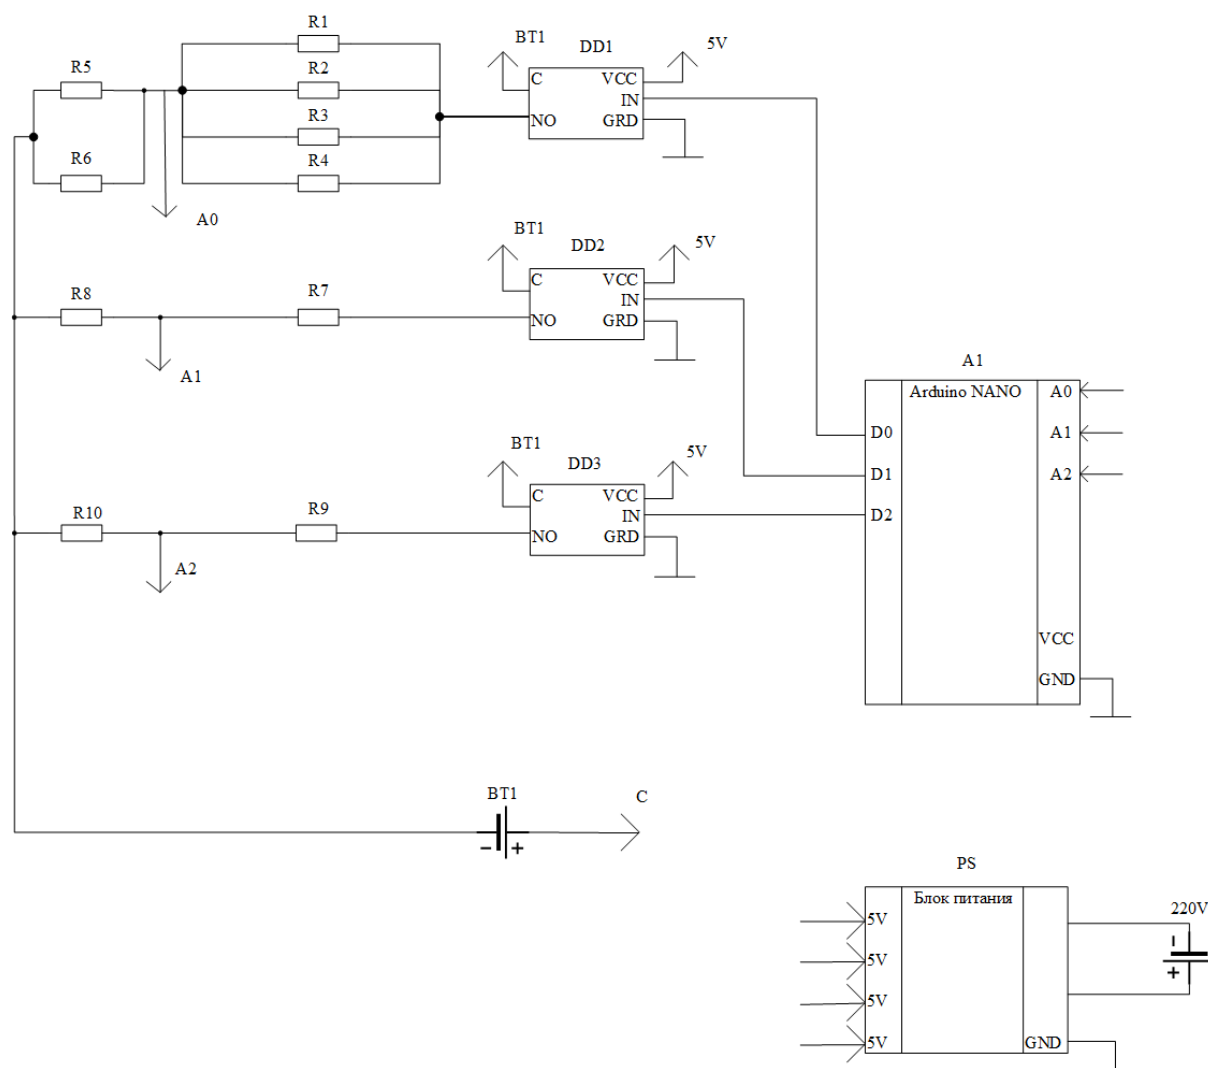 R1
BT1
DD1
5V
R5
R2
C
VCC
IN
R3
NO
GRD
R6
R4
A0
BT1
DD2
5V
C
VCC
R8
R7
IN
NO
GRD
A1
A1
Arduino NANO
A0
D0
A1
BT1
DD3
5V
D1
A2
C
VCC
R10
R9
IN
D2
NO
GRD
A2
VCC
GND
BT1
C
-
+
PS
Блок питания
220V
5V
-
5V
+
5V
5V
GND